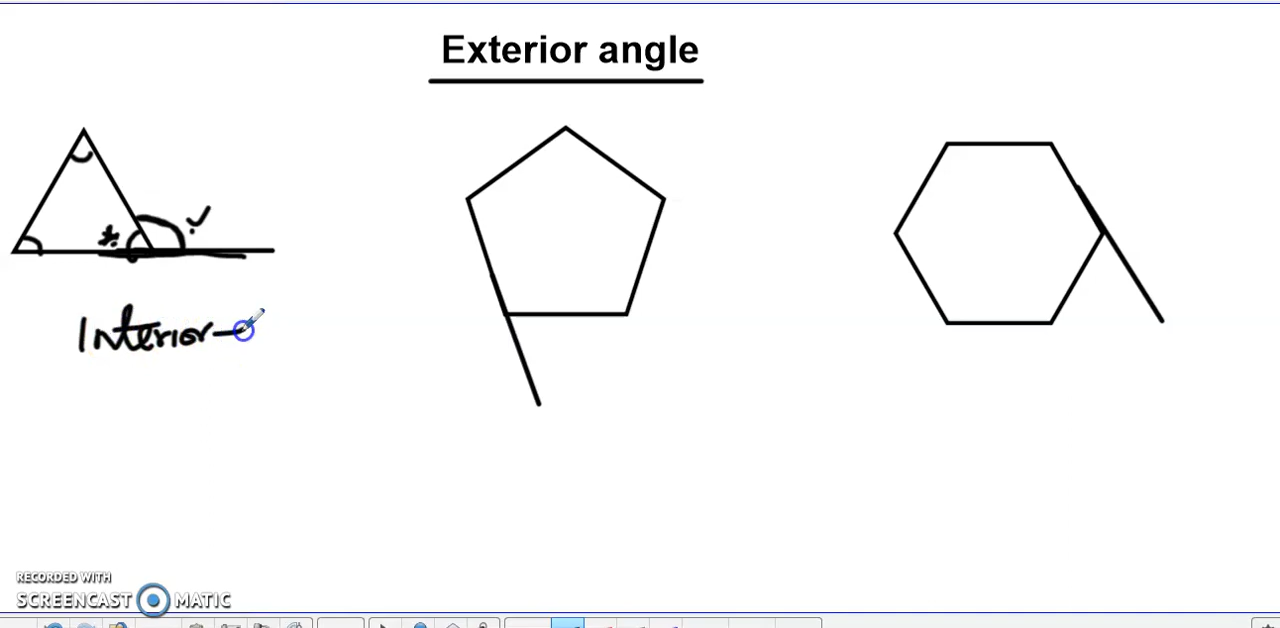 Exterior angle
Interior-
RECORDED WITH
SCREENCAST MATIC